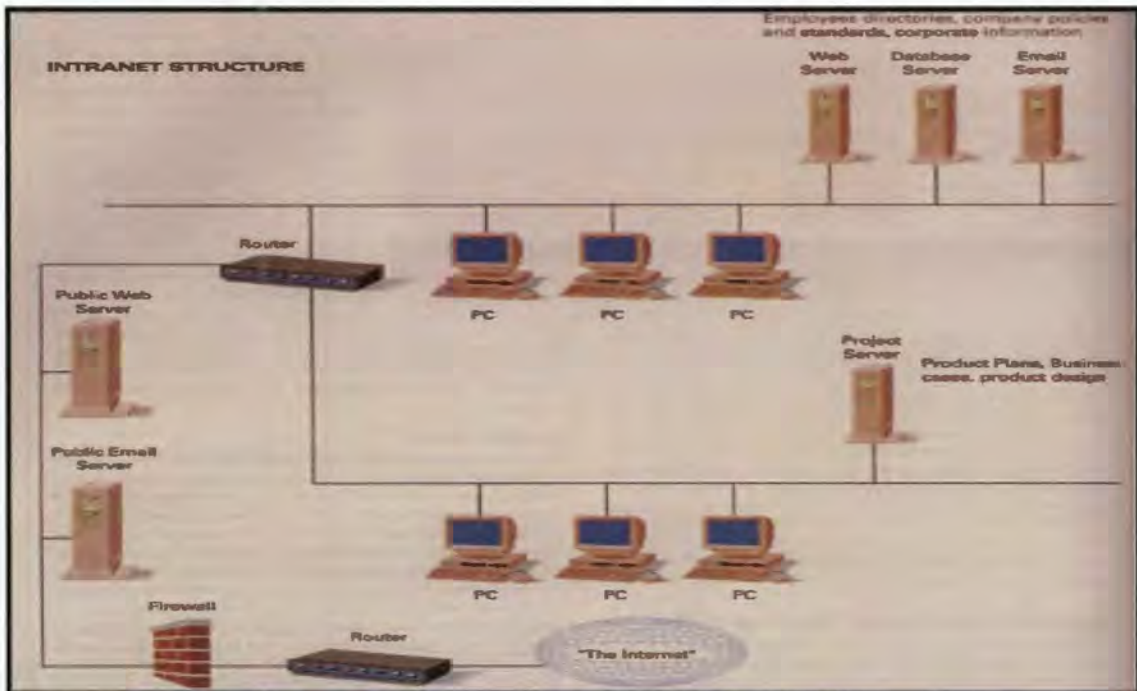 Employees directories, company policies
and standards, corporate information
INTRANET STRUCTURE
Web
Server
Database
Server
Email
Server
Router
PC
PC
PC
Public Web
Server
Project
Server
Product Plans, Business
cases, product design
Public Email
Server
PC
PC
PC
Firewall
Router
"The Internet"